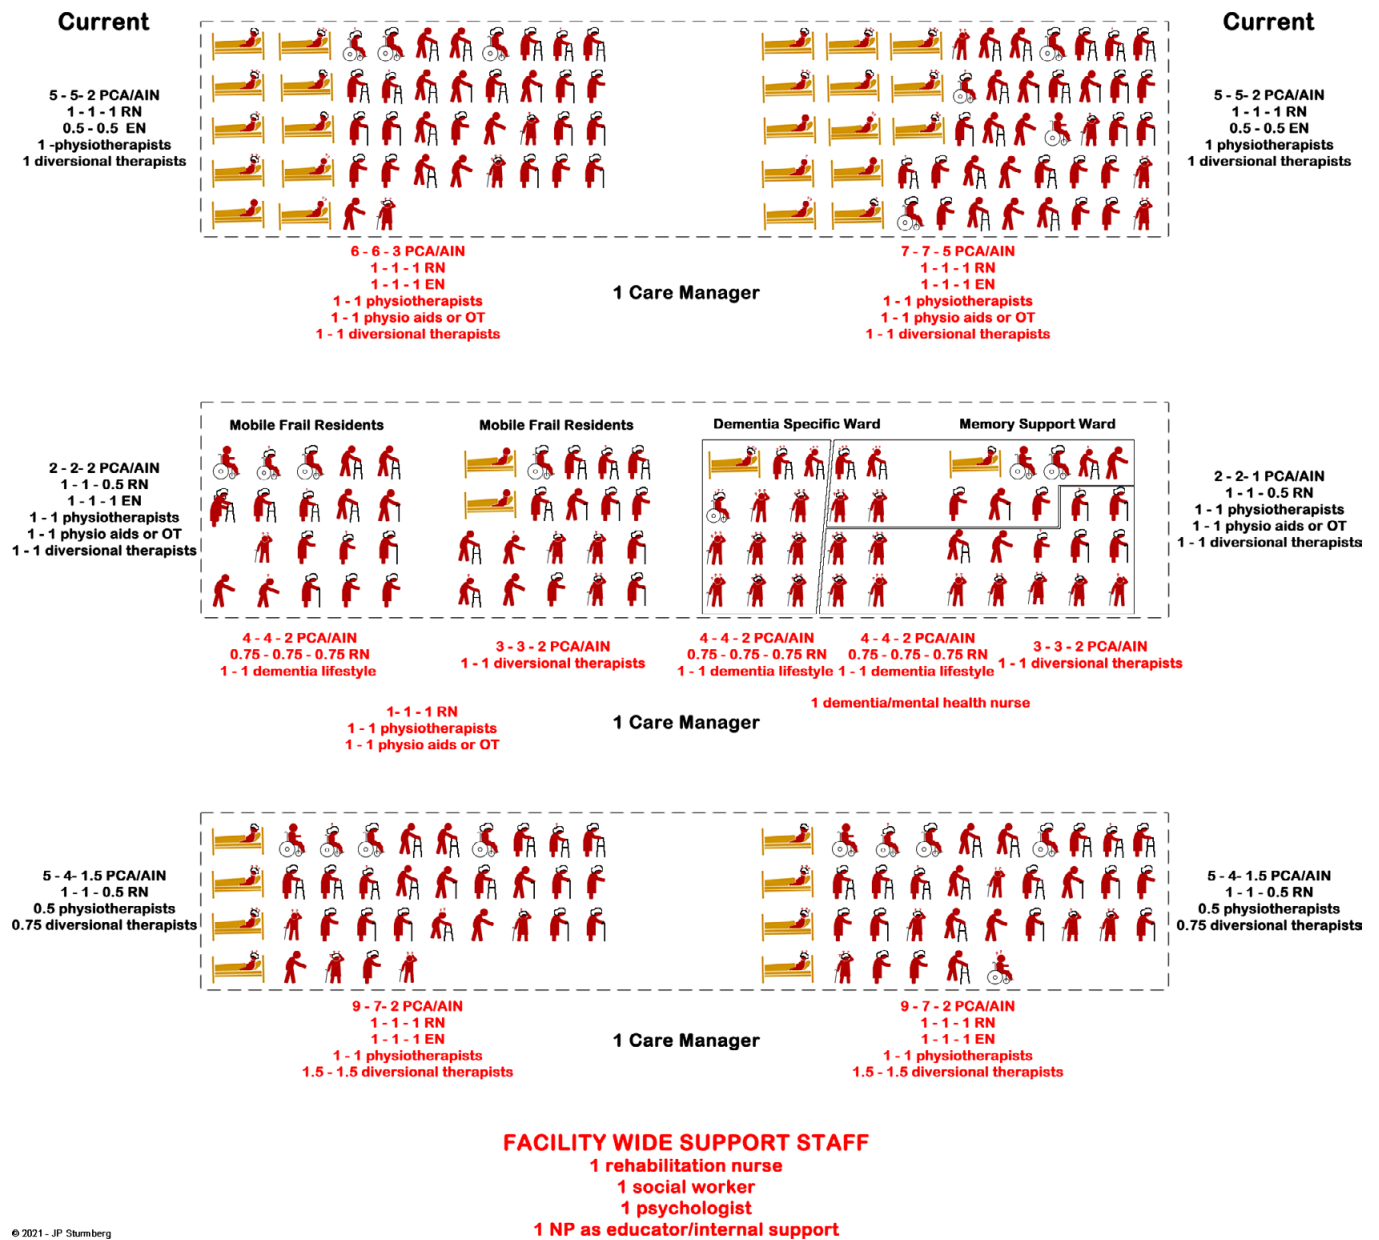 Current
Current
5 - 5- 2 PCA/AIN
1 - 1 - 1 RN
0.5 - 0.5  EN
1 -physiotherapists
1 diversional therapists
5 - 5- 2 PCA/AIN
1 - 1 - 1 RN
0.5 - 0.5 EN
1 physiotherapists
1 diversional therapists
6 - 6 - 3 PCA/AIN
1 - 1 - 1 RN
1 - 1 - 1 EN
1 - 1 physiotherapists
1 - 1 physio aids or OT
1 - 1 diversional therapists
1 Care Manager
7 - 7 - 5 PCA/AIN
1 - 1 - 1 RN
1 - 1 - 1 EN
1 - 1 physiotherapists
1 - 1 physio aids or OT
1 - 1 diversional therapists
Mobile Frail Residents
Mobile Frail Residents
Dementia Specific Ward
Memory Support Ward
2 - 2- 2 PCA/AIN
1 - 1 - 0.5 RN
1 - 1 - 1 EN
1 - 1 physiotherapists
1 - 1 physio aids or OT
1 - 1 diversional therapists
2 - 2- 1 PCA/AIN
1 - 1 - 0.5 RN
1 - 1 physiotherapists
1 - 1 physio aids or OT
1 - 1 diversional therapists
4 - 4 - 2 PCA/AIN
0.75 - 0.75 - 0.75 RN
1 - 1 dementia lifestyle
3 - 3 - 2 PCA/AIN
1 - 1 diversional therapists
4 - 4 - 2 PCA/AIN
0.75 - 0.75 - 0.75 RN
1 - 1 dementia lifestyle
4 - 4 - 2 PCA/AIN
0.75 - 0.75 - 0.75 RN
1 - 1 dementia lifestyle
3 - 3 - 2 PCA/AIN
1 - 1 diversional therapists
1 dementia/mental health nurse
1- 1 - 1 RN
1 - 1 physiotherapists
1 - 1 physio aids or OT
1 Care Manager
5 - 4- 1.5 PCA/AIN
1 - 1 - 0.5 RN
0.5 physiotherapists
0.75 diversional therapists
5 - 4- 1.5 PCA/AIN
1 - 1 - 0.5 RN
0.5 physiotherapists
0.75 diversional therapists
9 - 7- 2 PCA/AIN
1 - 1 - 1 RN
1 - 1 - 1 EN
1 - 1 physiotherapists
1.5 - 1.5 diversional therapists
1 Care Manager
9 - 7 - 2 PCA/AIN
1 - 1 - 1 RN
1 - 1 - 1 EN
1 - 1 physiotherapists
1.5 - 1.5 diversional therapists
FACILITY WIDE SUPPORT STAFF
1 rehabilitation nurse
1 social worker
1 psychologist
1 NP as educator/internal support
© 2021 - JP Sturmberg